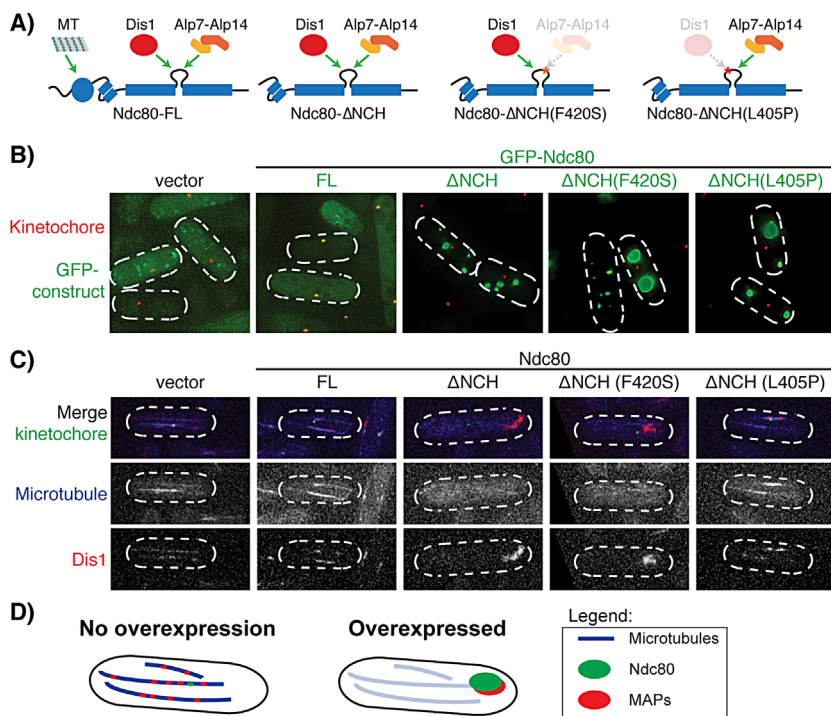 A)
MT
Dis1
Alp7-Alp14
Dis1
Alp7-Alp14
Dis1
Alp7-Alp14
Dis1
Alp7-Alp14
Ndc80-FL
Ndc80-ΔNCH
Ndc80-ΔNCH(F420S)
Ndc80-ΔNCH(L405P)
B)
GFP-Ndc80
vector
FL
ΔNCH
ΔNCH(F420S)
ΔNCH(L405P)
Kinetochore
GFP-
construct
C)
Ndc80
vector
FL
ΔNCH
ΔNCH (F420S)
ΔNCH (L405P)
Merge
kinetochore
Microtubule
Dis1
D)
No overexpression
Overexpressed
Legend:
Microtubules
Ndc80
MAPs